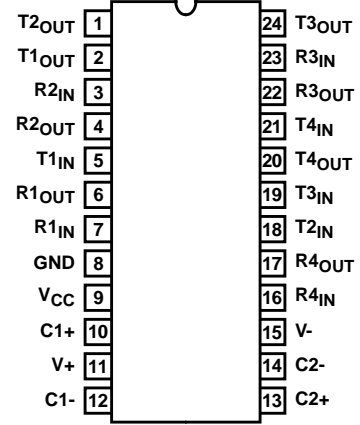 T2OUT 1 24 T3OUT
T1OUT 2 23 R3IN
R2IN 3 22 R3OUT
R2OUT 4 21 T4IN
T1IN 5 20 T4OUT
R1OUT 6 19 T3IN
R1IN 7 18 T2IN
GND 8 17 R4OUT
VCC 9 16 R4IN
C1+ 10 15 V-
V+ 11 14 C2-
C1- 12 13 C2+